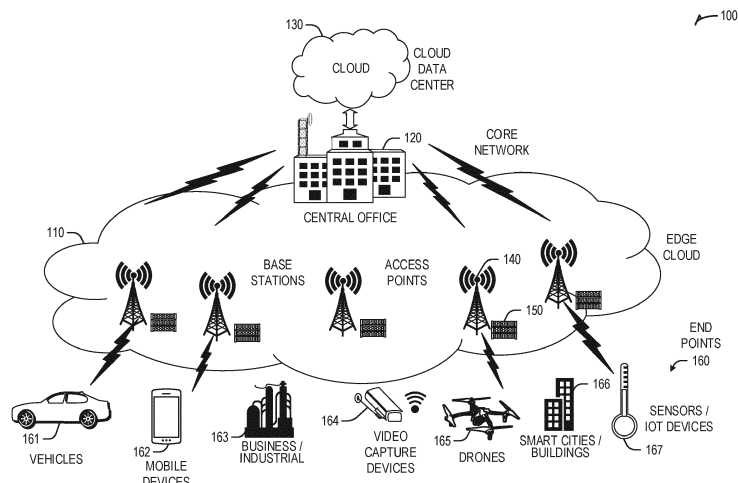 100
130
CLOUD
CLOUD
DATA
CENTER
120
CORE
NETWORK
CENTRAL OFFICE
110
EDGE
CLOUD
BASE
STATIONS
ACCESS
POINTS
140
150
END
POINTS
160
161
VEHICLES
162
MOBILE
DEVICES
163
BUSINESS /
INDUSTRIAL
164
VIDEO
CAPTURE
DEVICES
165
DRONES
166
SMART CITIES /
BUILDINGS
SENSORS /
IOT DEVICES
167